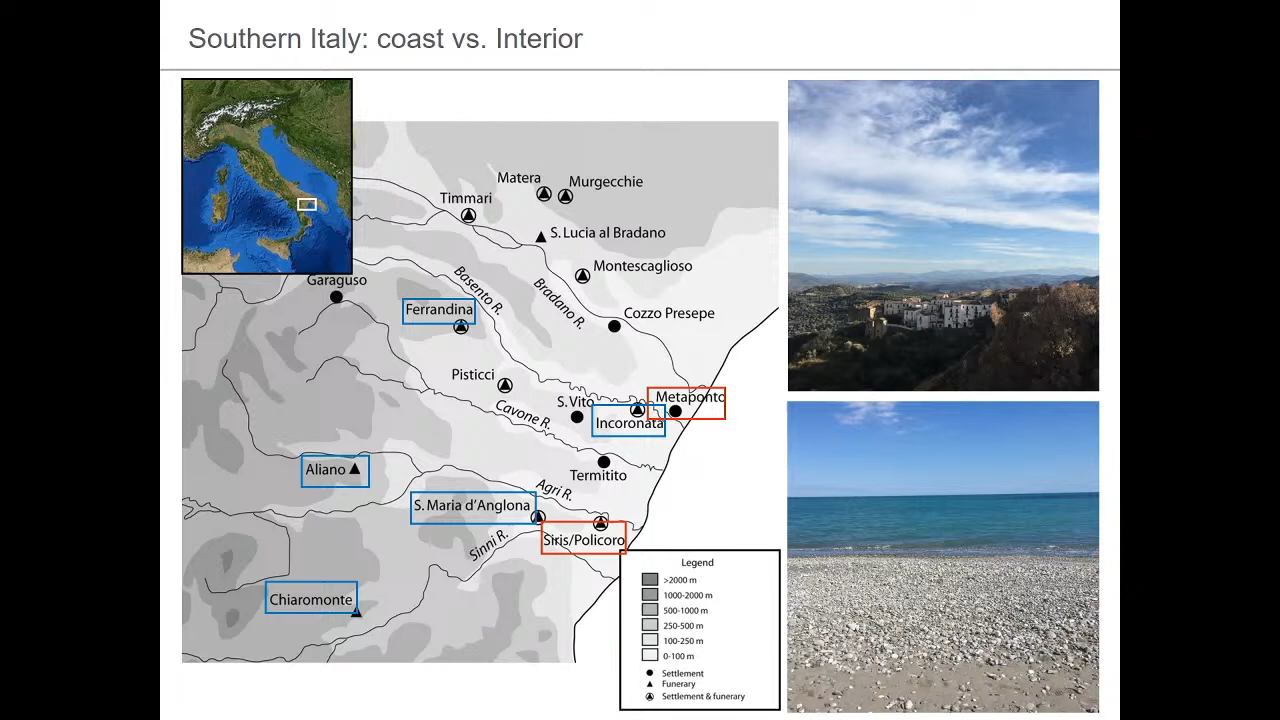 Southern Italy: coast vs. Interior
Matera
Murgecchie
Timmari
S. Lucia al Bradano
Montescaglioso
Garaguso
Basento R.
Bradano R.
Ferrandina
Cozzo Presepe
Pisticci
S. Vito
Metaponto
Cavone R.
Incoronata
Aliano
Termitito
Agri R.
S. Maria d'Anglona
Sinni R.
Siris/Policoro
Chiaromonte
Legend
>2000 m
1000-2000 m
500-1000 m
250-500 m
100-250 m
0-100 m
Settlement
Funerary
Settlement & funerary